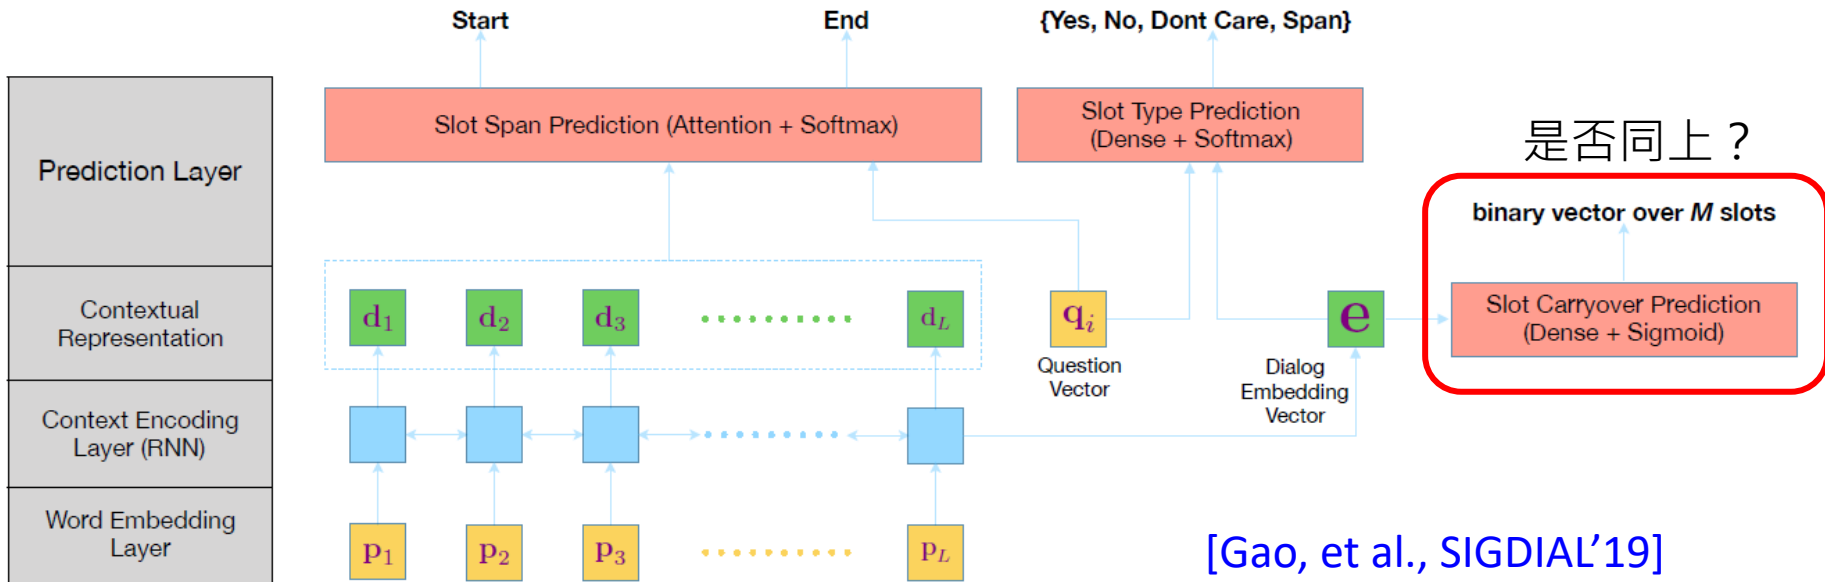 Start End {Yes, No, Dont Care, Span}
Prediction Layer
Slot Span Prediction (Attention + Softmax)
Slot Type Prediction
(Dense + Softmax)
是否同上？
binary vector over M slots
Slot Carryover Prediction
(Dense + Sigmoid)
Contextual
Representation
d₁ d₂ d₃ d_L
qᵢ
Question
Vector
e
Dialog
Embedding
Vector
Context Encoding
Layer (RNN)
Word Embedding
Layer
p₁ p₂ p₃ p_L
[Gao, et al., SIGDIAL’19]